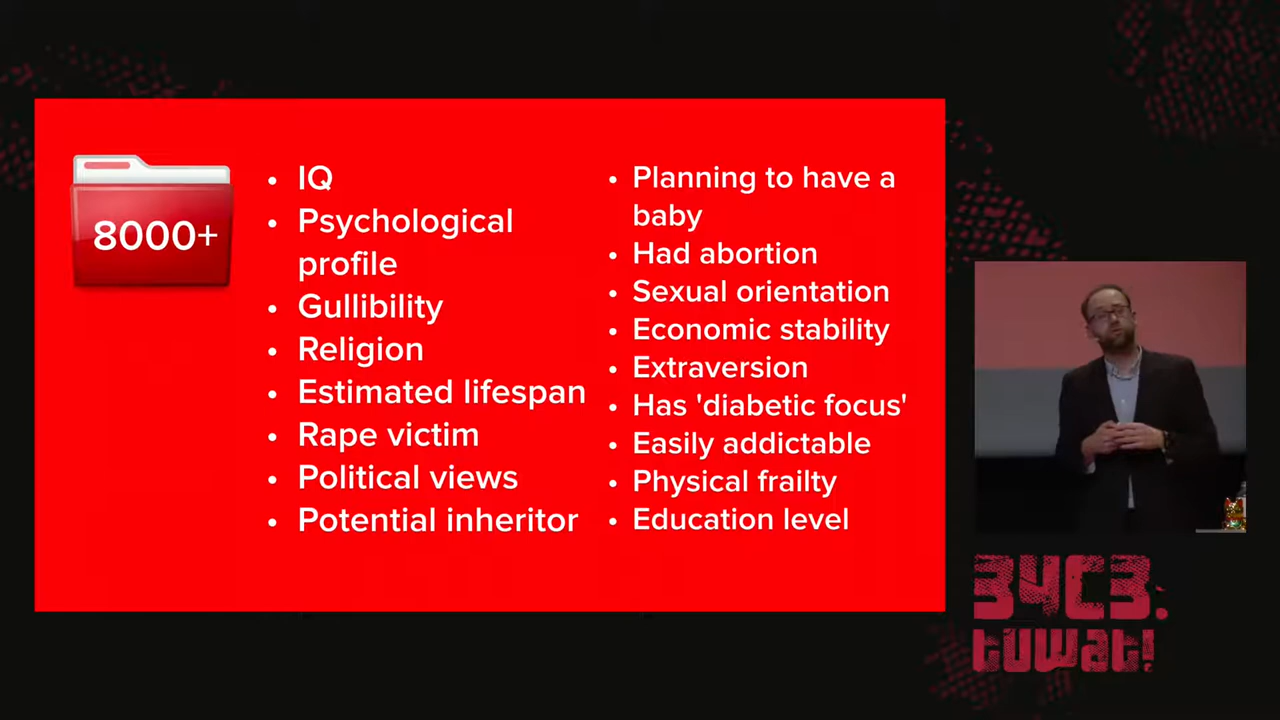 8000+
• IQ
• Psychological
profile
• Gullibility
• Religion
• Estimated lifespan
• Rape victim
• Political views
• Potential inheritor
• Planning to have a
baby
• Had abortion
• Sexual orientation
• Economic stability
• Extraversion
• Has 'diabetic focus'
• Easily addictable
• Physical frailty
• Education level
34C3.
tuwat!